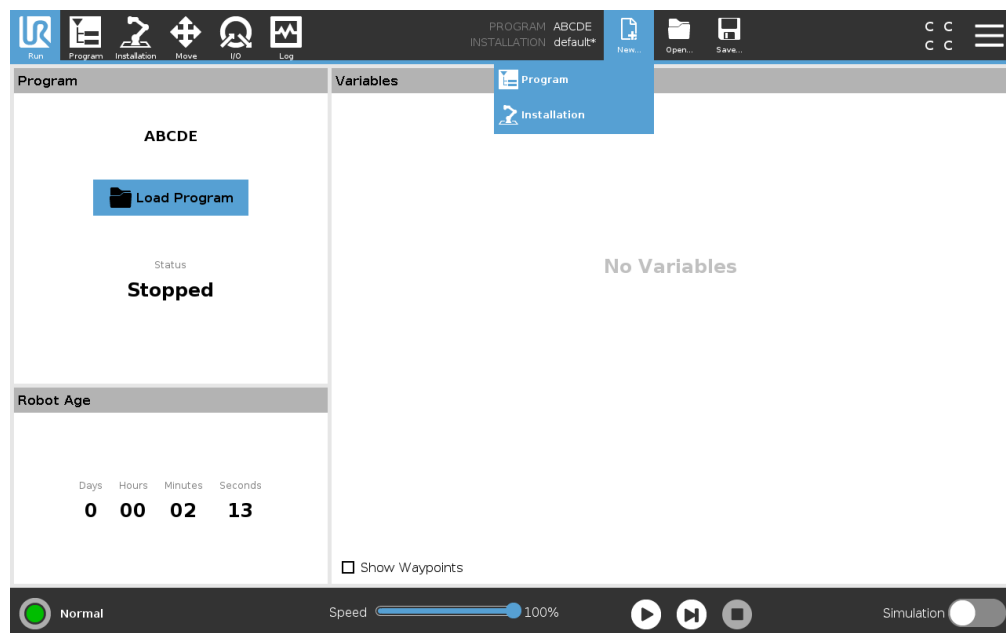 PROGRAM ABCDE
INSTALLATION default*
UR
Run Program Installation Move I/O Log New... Open... Save...
C C
C C
Program
Variables
Program
Installation
ABCDE
Load Program
Status
Stopped
No Variables
Robot Age
Days Hours Minutes Seconds
0 00 02 13
Show Waypoints
Normal
Speed 100%
Simulation